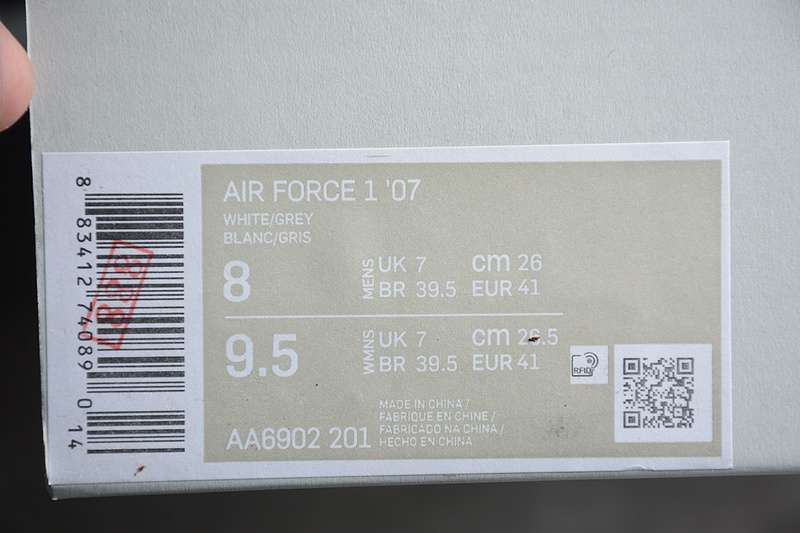 AIR FORCE 1 '07
WHITE/GREY
BLANC/GRIS
8
MENS
UK 7 cm 26
BR 39.5 EUR 41
9.5
WMNS
UK 7 cm 26.5
BR 39.5 EUR 41
RFID
MADE IN CHINA /
FABRIQUÉ EN CHINE /
FABRICADO NA CHINA /
HECHO EN CHINA
AA6902 201
8 83412 74089 0 14